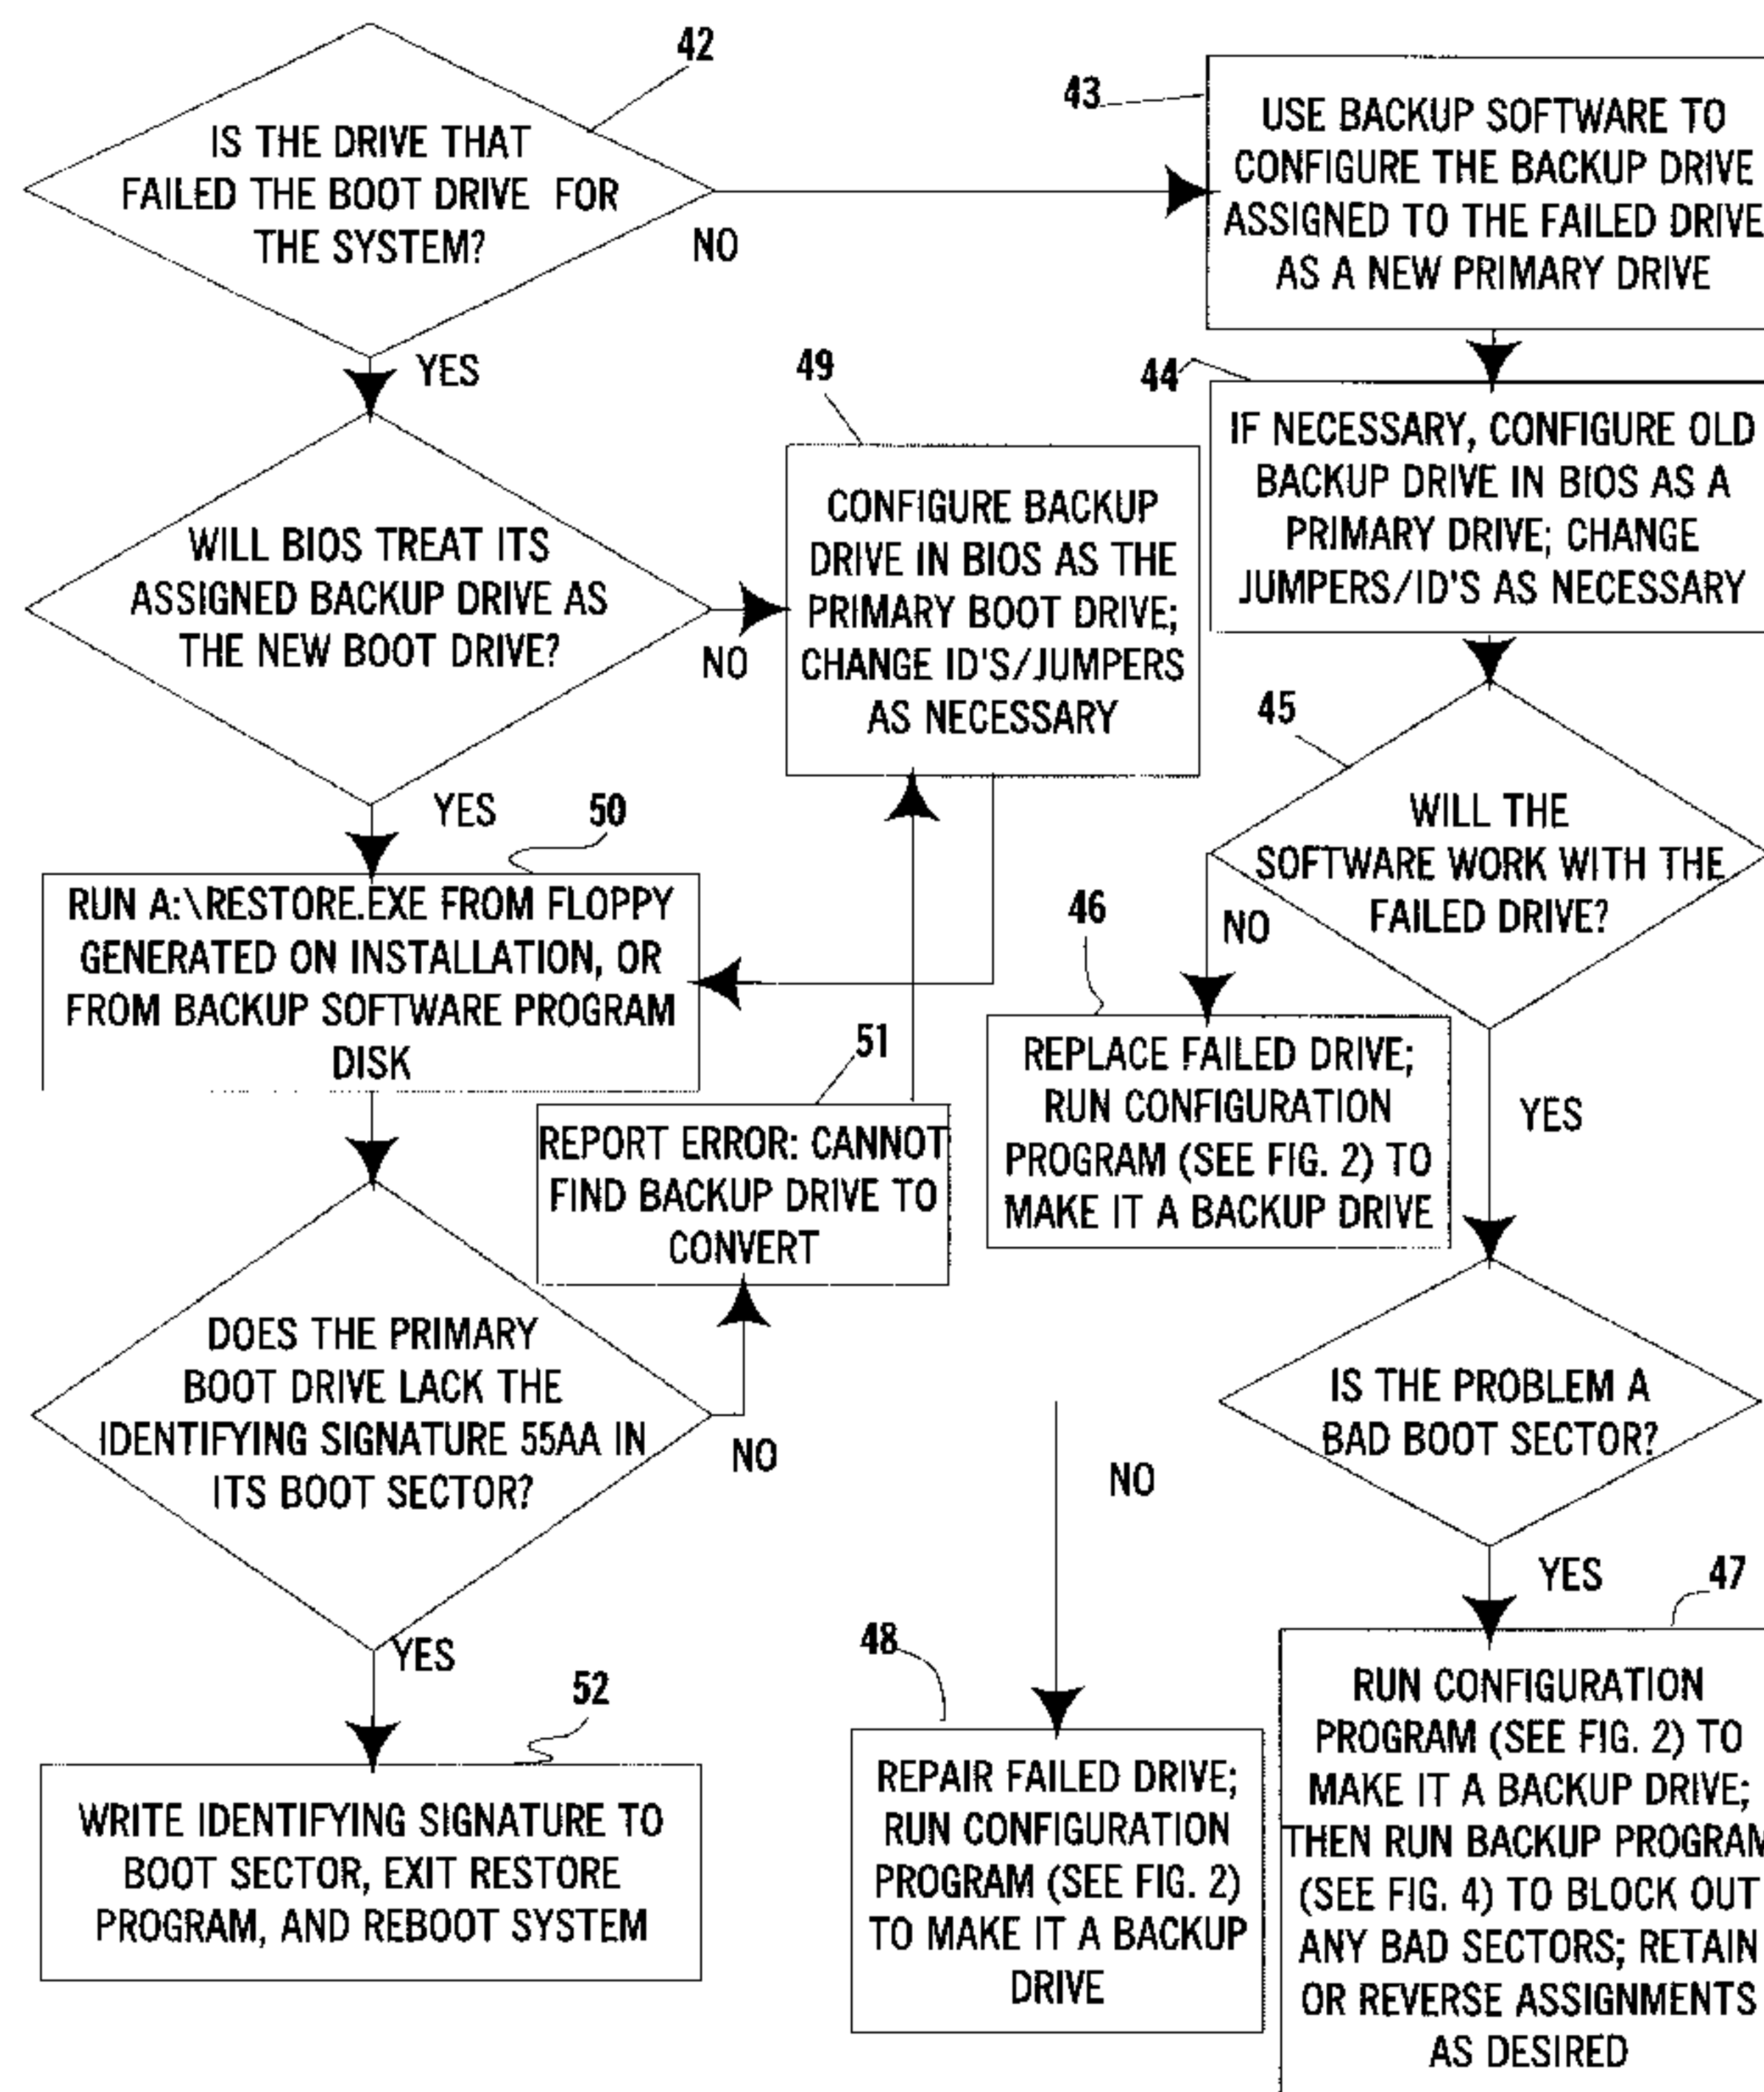 42
IS THE DRIVE THAT
FAILED THE BOOT DRIVE FOR
THE SYSTEM?
NO
YES
43
USE BACKUP SOFTWARE TO
CONFIGURE THE BACKUP DRIVE
ASSIGNED TO THE FAILED DRIVE
AS A NEW PRIMARY DRIVE
44
IF NECESSARY, CONFIGURE OLD
BACKUP DRIVE IN BIOS AS A
PRIMARY DRIVE; CHANGE
JUMPERS/ID'S AS NECESSARY
WILL BIOS TREAT ITS
ASSIGNED BACKUP DRIVE AS
THE NEW BOOT DRIVE?
NO
YES
49
CONFIGURE BACKUP
DRIVE IN BIOS AS THE
PRIMARY BOOT DRIVE;
CHANGE ID'S/JUMPERS
AS NECESSARY
45
WILL THE
SOFTWARE WORK WITH THE
FAILED DRIVE?
NO
YES
50
RUN A:\RESTORE.EXE FROM FLOPPY
GENERATED ON INSTALLATION, OR
FROM BACKUP SOFTWARE PROGRAM
DISK
46
REPLACE FAILED DRIVE;
RUN CONFIGURATION
PROGRAM (SEE FIG. 2) TO
MAKE IT A BACKUP DRIVE
51
REPORT ERROR: CANNOT
FIND BACKUP DRIVE TO
CONVERT
DOES THE PRIMARY
BOOT DRIVE LACK THE
IDENTIFYING SIGNATURE 55AA IN
ITS BOOT SECTOR?
NO
YES
IS THE PROBLEM A
BAD BOOT SECTOR?
NO
YES
52
WRITE IDENTIFYING SIGNATURE TO
BOOT SECTOR, EXIT RESTORE
PROGRAM, AND REBOOT SYSTEM
48
REPAIR FAILED DRIVE;
RUN CONFIGURATION
PROGRAM (SEE FIG. 2)
TO MAKE IT A BACKUP
DRIVE
47
RUN CONFIGURATION
PROGRAM (SEE FIG. 2) TO
MAKE IT A BACKUP DRIVE;
THEN RUN BACKUP PROGRAM
(SEE FIG. 4) TO BLOCK OUT
ANY BAD SECTORS; RETAIN
OR REVERSE ASSIGNMENTS
AS DESIRED